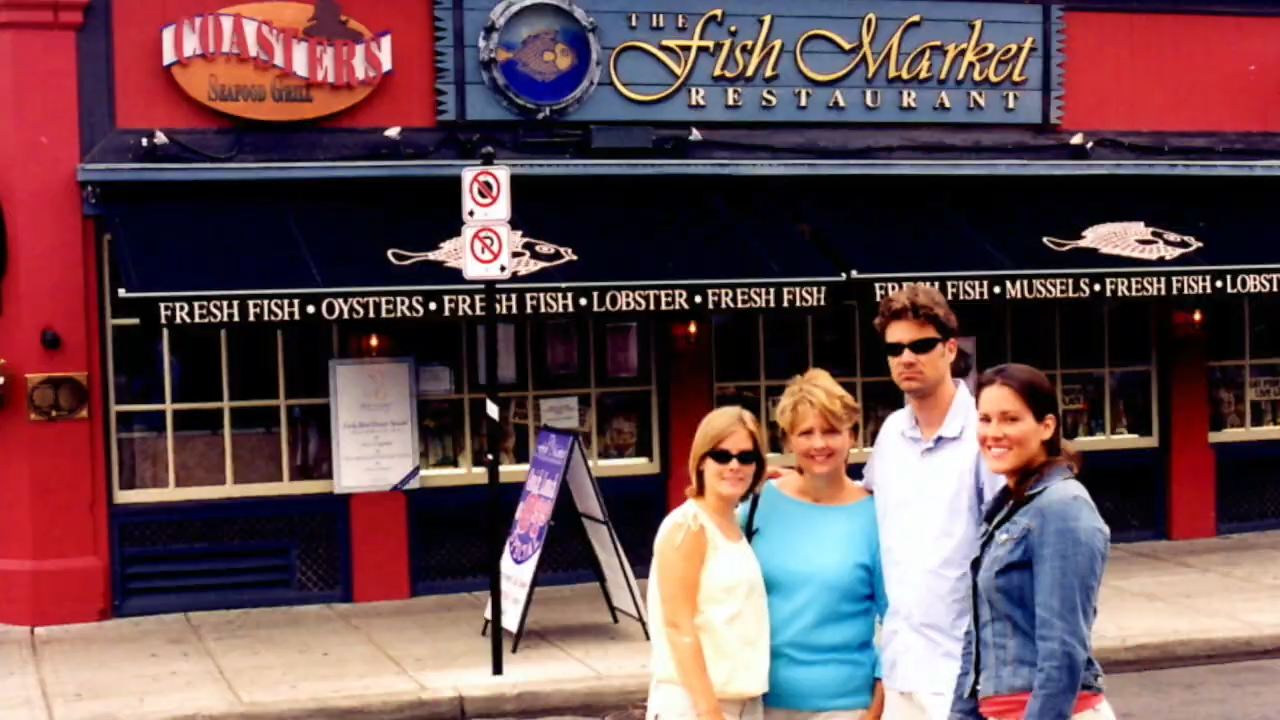 COASTERS
SEAFOOD GRILL
THE
Fish Market
RESTAURANT
P
FRESH FISH • OYSTERS • FRESH FISH • LOBSTER • FRESH FISH
FRESH FISH • MUSSELS • FRESH FISH • LOBST